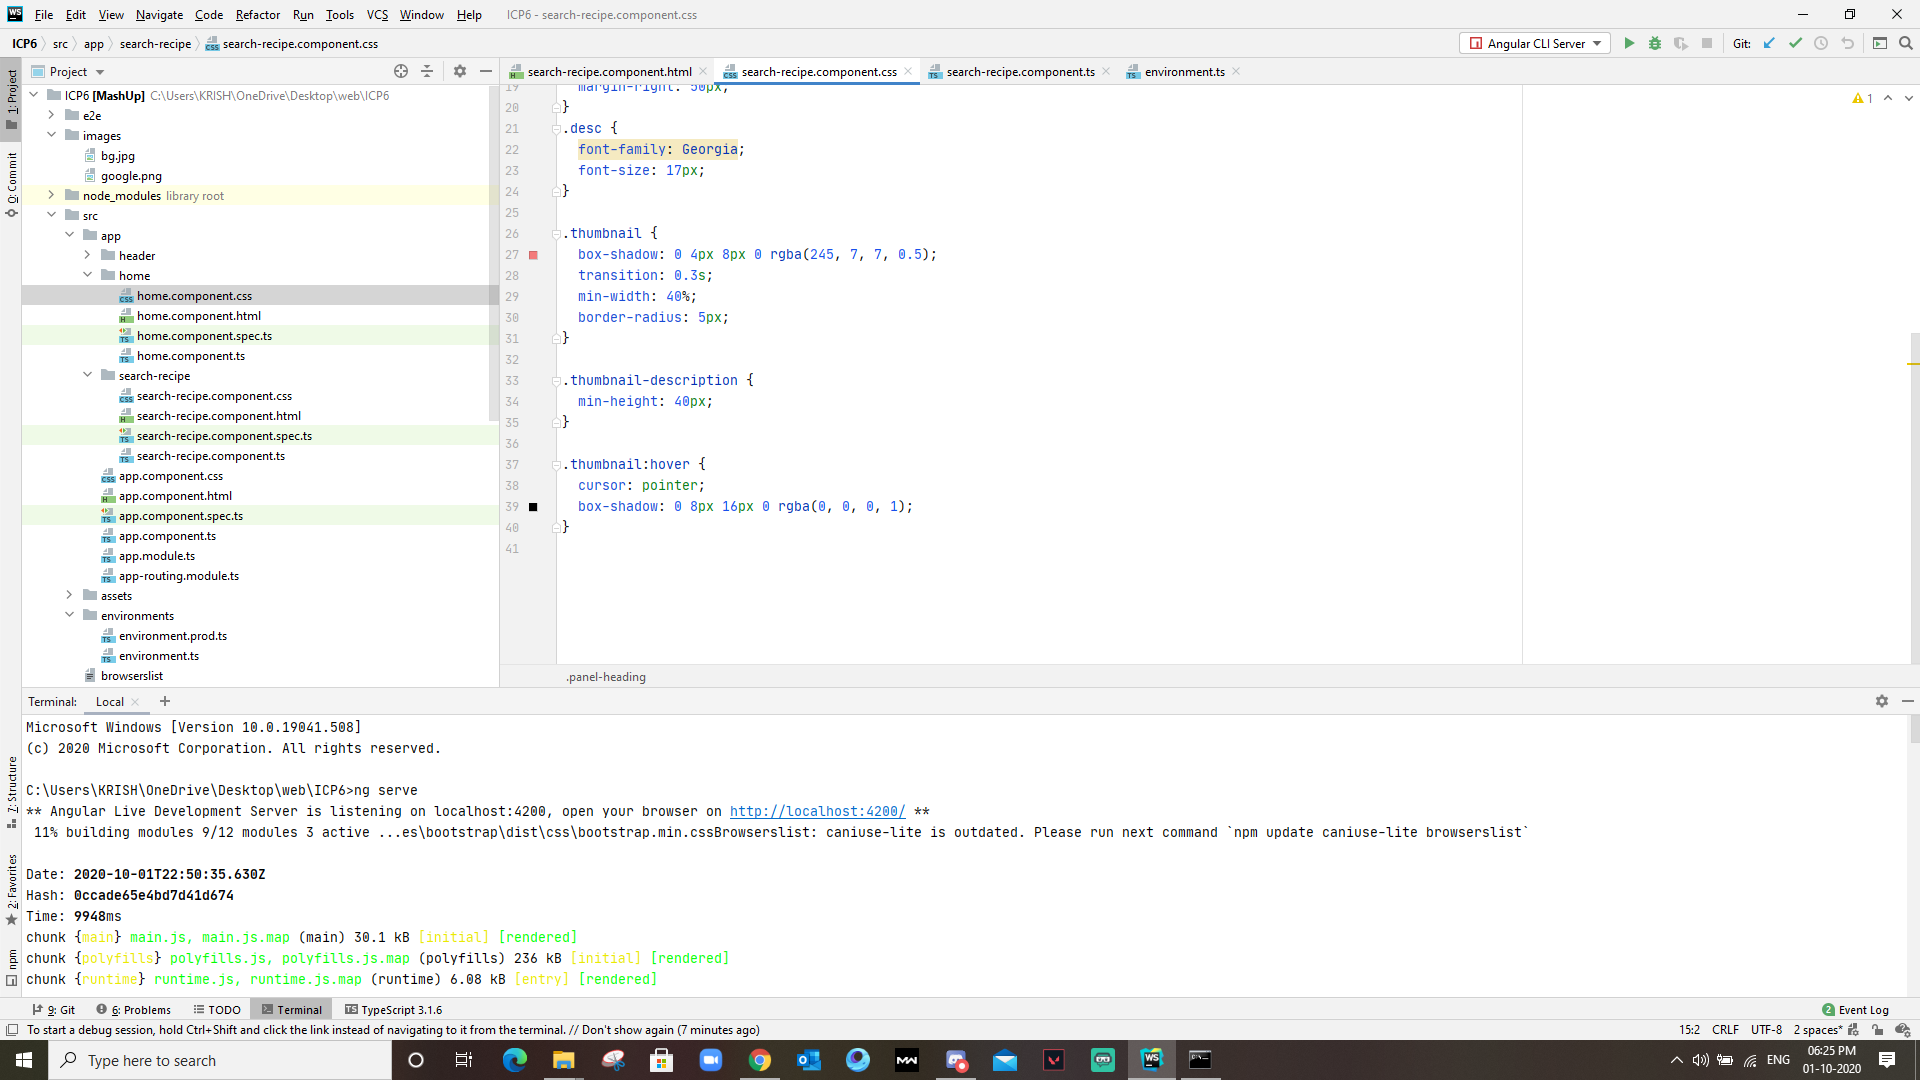 File Edit View Navigate Code Refactor Run Tools VCS Window Help ICP6 - search-recipe.component.css
ICP6 src app search-recipe search-recipe.component.css Angular CLI Server Git:
Project
search-recipe.component.html search-recipe.component.css search-recipe.component.ts environment.ts
1: Project
0: Commit
7: Structure
2: Favorites
npm
ICP6 [MashUp] C:\Users\KRISH\OneDrive\Desktop\web\ICP6
e2e
images
bg.jpg
google.png
node_modules library root
src
app
header
home
home.component.css
home.component.html
home.component.spec.ts
home.component.ts
search-recipe
search-recipe.component.css
search-recipe.component.html
search-recipe.component.spec.ts
search-recipe.component.ts
app.component.css
app.component.html
app.component.spec.ts
app.component.ts
app.module.ts
app-routing.module.ts
assets
environments
environment.prod.ts
environment.ts
browserslist
1
19 margin-right: 50px;
20 }
21 .desc {
22 font-family: Georgia;
23 font-size: 17px;
24 }
25
26 .thumbnail {
27 box-shadow: 0 4px 8px 0 rgba(245, 7, 7, 0.5);
28 transition: 0.3s;
29 min-width: 40%;
30 border-radius: 5px;
31 }
32
33 .thumbnail-description {
34 min-height: 40px;
35 }
36
37 .thumbnail:hover {
38 cursor: pointer;
39 box-shadow: 0 8px 16px 0 rgba(0, 0, 0, 1);
40 }
41
.panel-heading
Terminal: Local
Microsoft Windows [Version 10.0.19041.508]
(c) 2020 Microsoft Corporation. All rights reserved.
C:\Users\KRISH\OneDrive\Desktop\web\ICP6>ng serve
** Angular Live Development Server is listening on localhost:4200, open your browser on http://localhost:4200/ **
11% building modules 9/12 modules 3 active ...es\bootstrap\dist\css\bootstrap.min.cssBrowserslist: caniuse-lite is outdated. Please run next command `npm update caniuse-lite browserslist`
Date: 2020-10-01T22:50:35.630Z
Hash: 0ccade65e4bd7d41d674
Time: 9948ms
chunk {main} main.js, main.js.map (main) 30.1 kB [initial] [rendered]
chunk {polyfills} polyfills.js, polyfills.js.map (polyfills) 236 kB [initial] [rendered]
chunk {runtime} runtime.js, runtime.js.map (runtime) 6.08 kB [entry] [rendered]
9: Git 6: Problems TODO Terminal TypeScript 3.1.6 2 Event Log
To start a debug session, hold Ctrl+Shift and click the link instead of navigating to it from the terminal. // Don't show again (7 minutes ago) 15:2 CRLF UTF-8 2 spaces*
Type here to search ENG 06:25 PM
01-10-2020